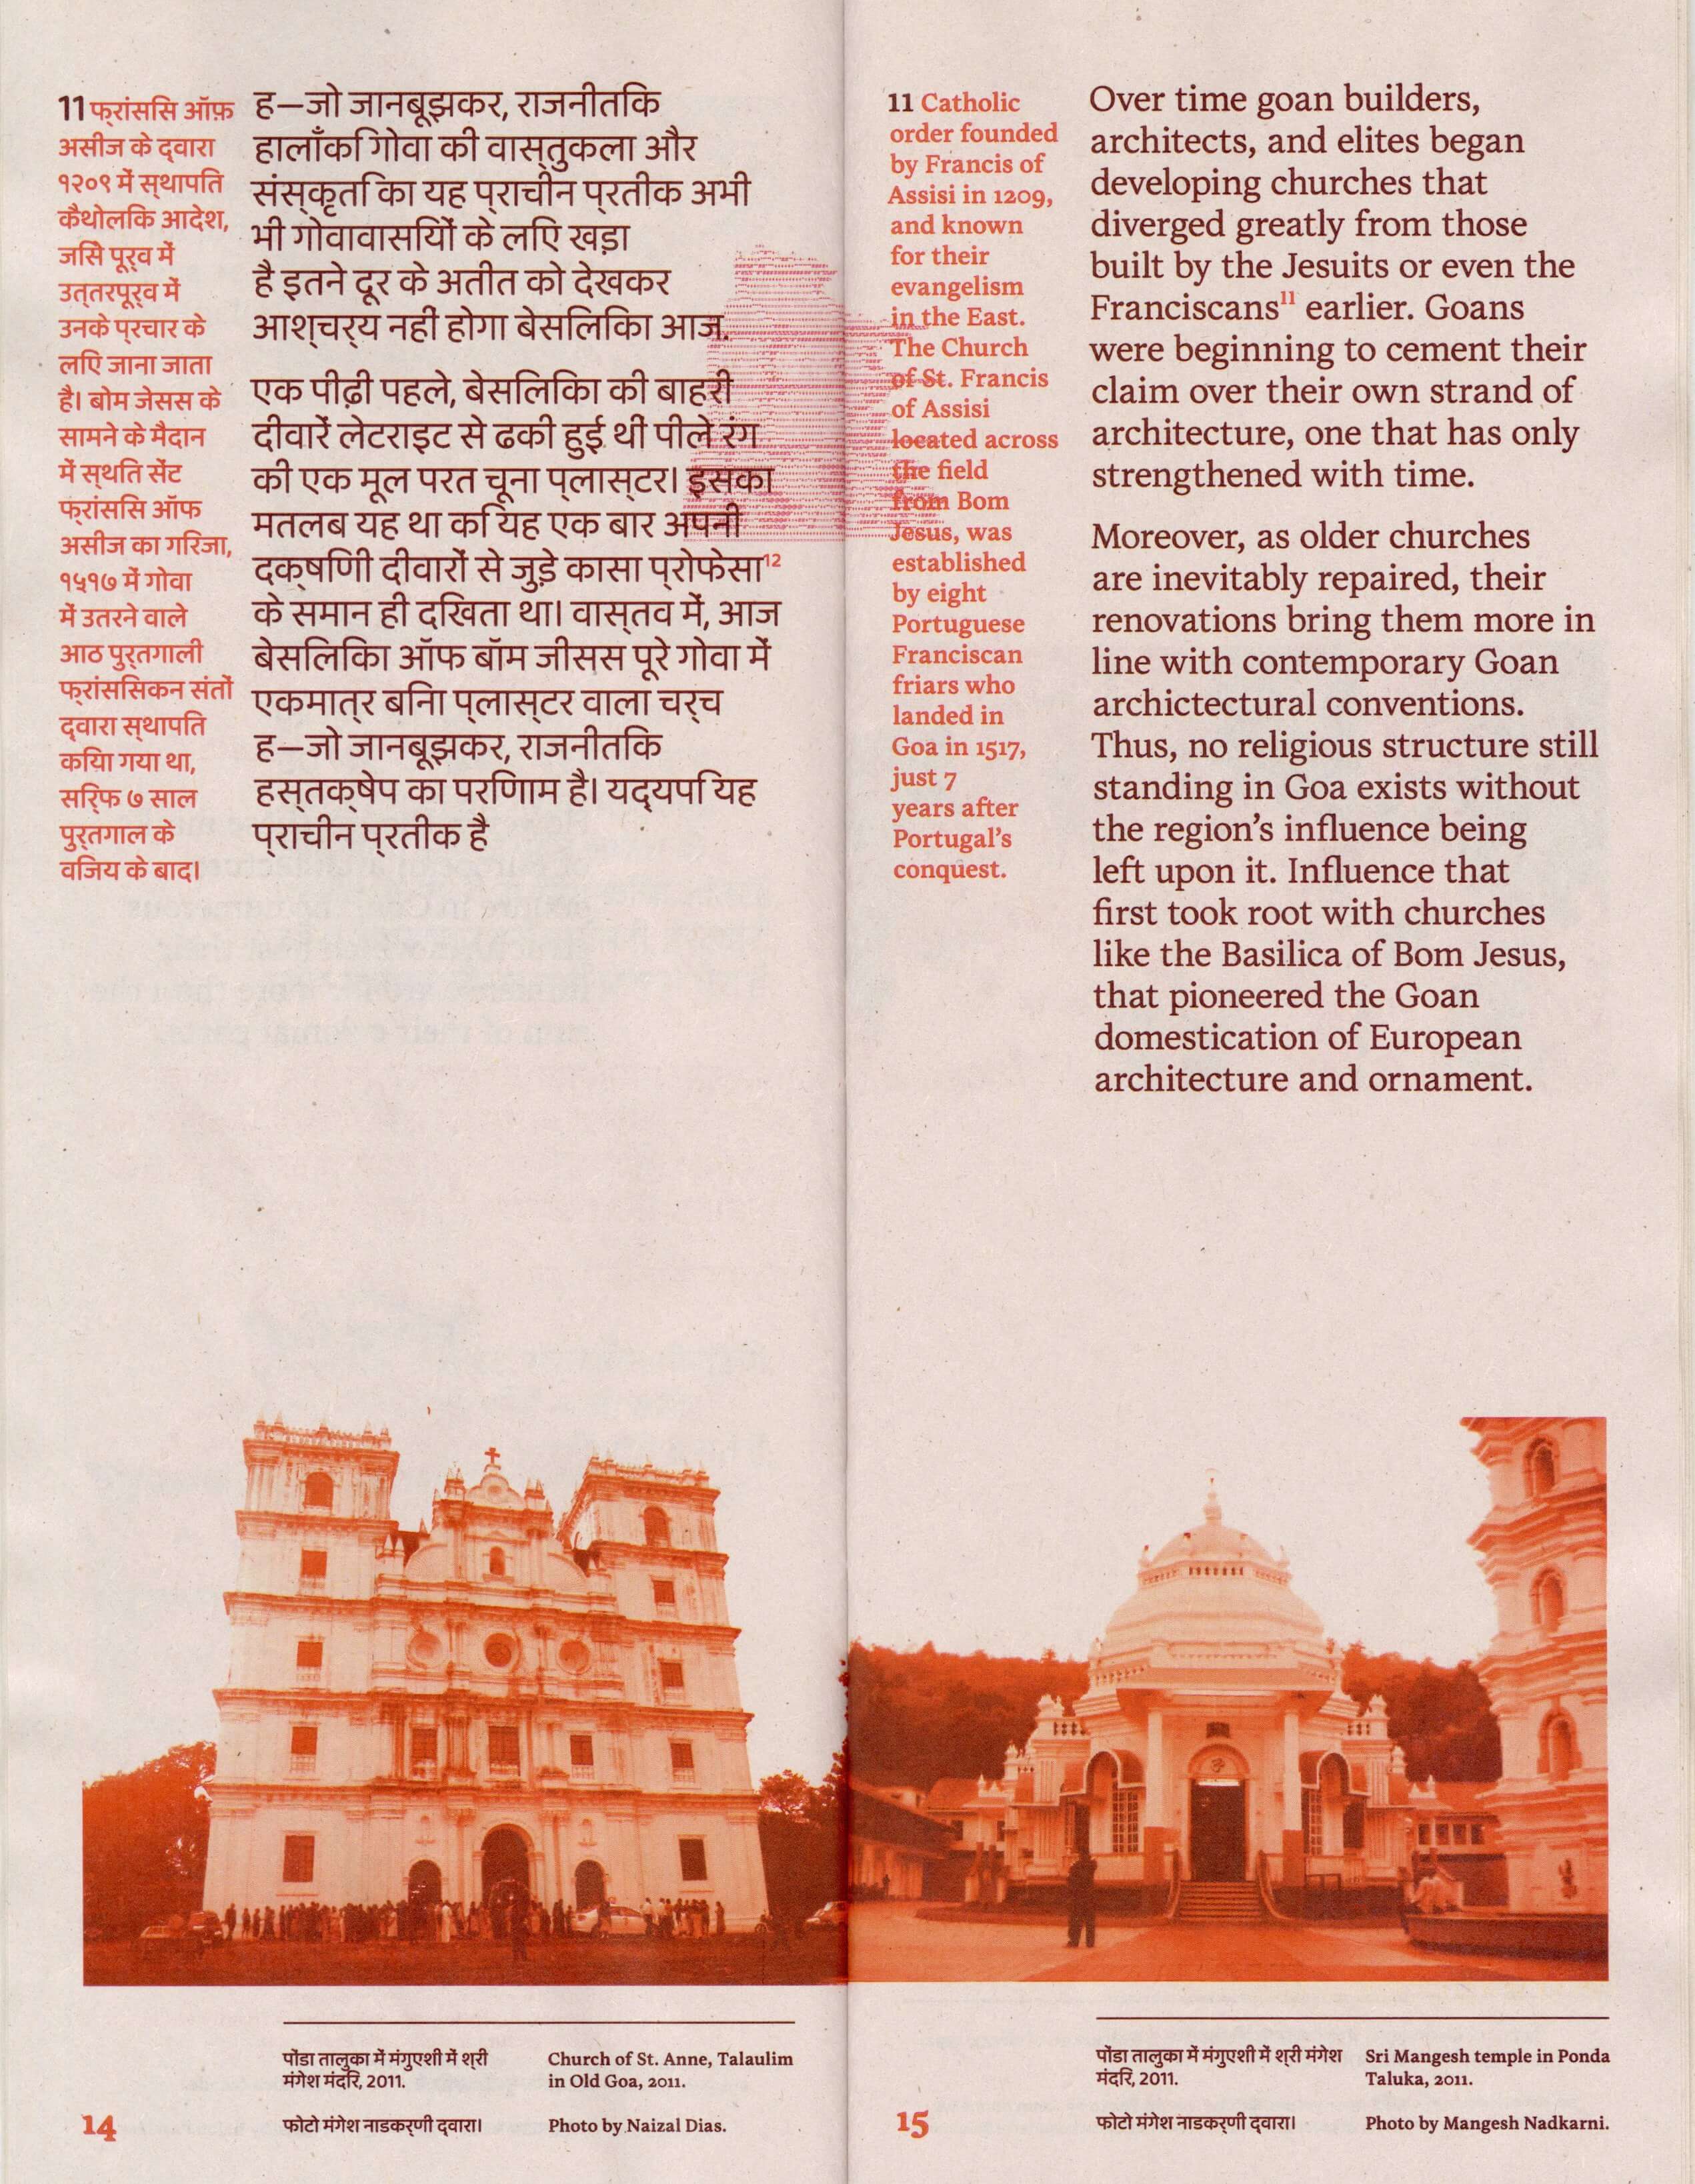 11 फ्रांससि ऑफ़
असीज के द्वारा
१२०९ में स्थापति
कैथोलकि आदेश,
जसिे पूर्व में
उत्तरपूर्व में
उनके प्रचार के
लएि जाना जाता
है। बोम जेसस के
सामने के मैदान
में स्थति सेंट
फ्रांससि ऑफ
असीज का गरिजा,
१५१७ में गोवा
में उतरने वाले
आठ पुर्तगाली
फ्रांससिकन संतों
द्वारा स्थापति
कयिा गया था,
सर्फि ७ साल
पुर्तगाल के
वजिय के बाद।
ह—जो जानबूझकर, राजनीतकि
हालाँकि गोवा की वास्तुकला और
संस्कृति का यह प्राचीन प्रतीक अभी
भी गोवावासयिों के लएि खड़ा
है इतने दूर के अतीत को देखकर
आश्चर्य नहीं होगा बेसलिकिा आज.
एक पीढ़ी पहले, बेसलिकिा की बाहरी
दीवारें लेटराइट से ढकी हुई थीं पीले रंग
की एक मूल परत चूना प्लास्टर। इसका
मतलब यह था कि यह एक बार अपनी
दक्षणिी दीवारों से जुड़े कासा प्रोफेसा12
के समान ही दखिता था। वास्तव में, आज
बेसलिकिा ऑफ बॉम जीसस पूरे गोवा में
एकमात्र बनिा प्लास्टर वाला चर्च
ह—जो जानबूझकर, राजनीतकि
हस्तक्षेप का परणिाम है। यद्यपि यह
प्राचीन प्रतीक है
11 Catholic
order founded
by Francis of
Assisi in 1209,
and known
for their
evangelism
in the East.
The Church
of St. Francis
of Assisi
located across
the field
from Bom
Jesus, was
established
by eight
Portuguese
Franciscan
friars who
landed in
Goa in 1517,
just 7
years after
Portugal's
conquest.
Over time goan builders,
architects, and elites began
developing churches that
diverged greatly from those
built by the Jesuits or even the
Franciscans11 earlier. Goans
were beginning to cement their
claim over their own strand of
architecture, one that has only
strengthened with time.
Moreover, as older churches
are inevitably repaired, their
renovations bring them more in
line with contemporary Goan
archictectural conventions.
Thus, no religious structure still
standing in Goa exists without
the region's influence being
left upon it. Influence that
first took root with churches
like the Basilica of Bom Jesus,
that pioneered the Goan
domestication of European
architecture and ornament.
पोंडा तालुका में मंगुएशी में श्री
मंगेश मंदरि, 2011.
फोटो मंगेश नाडकर्णी द्वारा।
Church of St. Anne, Talaulim
in Old Goa, 2011.
Photo by Naizal Dias.
14
पोंडा तालुका में मंगुएशी में श्री मंगेश
मंदरि, 2011.
फोटो मंगेश नाडकर्णी द्वारा।
Sri Mangesh temple in Ponda
Taluka, 2011.
Photo by Mangesh Nadkarni.
15